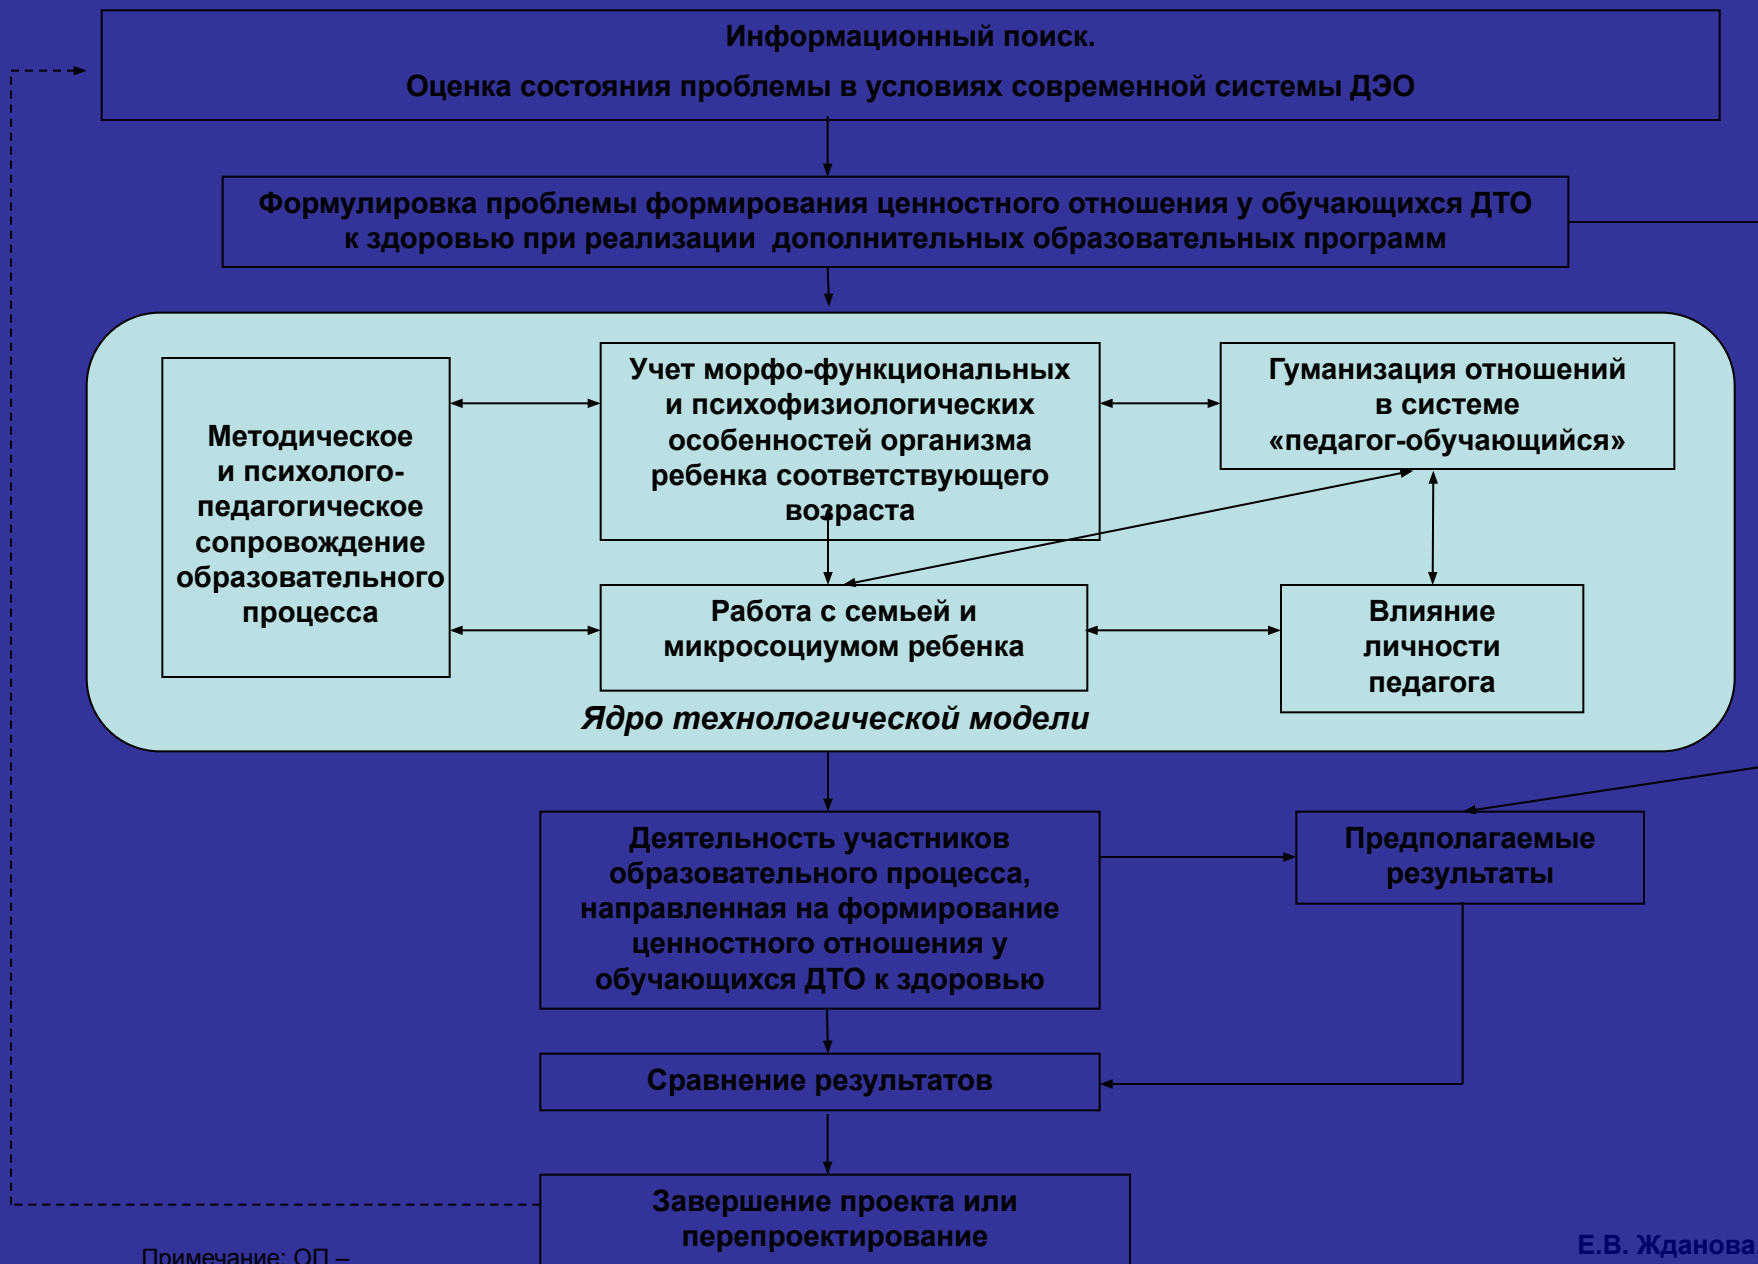 Информационный поиск.
Оценка состояния проблемы в условиях современной системы ДЭО
Формулировка проблемы формирования ценностного отношения у обучающихся ДТО
к здоровью при реализации дополнительных образовательных программ
Методическое
и психолого-
педагогическое
сопровождение
образовательного
процесса
Учет морфо-функциональных
и психофизиологических
особенностей организма
ребенка соответствующего
возраста
Гуманизация отношений
в системе
«педагог-обучающийся»
Работа с семьей и
микросоциумом ребенка
Влияние
личности
педагога
Ядро технологической модели
Деятельность участников
образовательного процесса,
направленная на формирование
ценностного отношения у
обучающихся ДТО к здоровью
Предполагаемые
результаты
Сравнение результатов
Завершение проекта или
перепроектирование
Примечание: ОП –
Е.В. Жданова